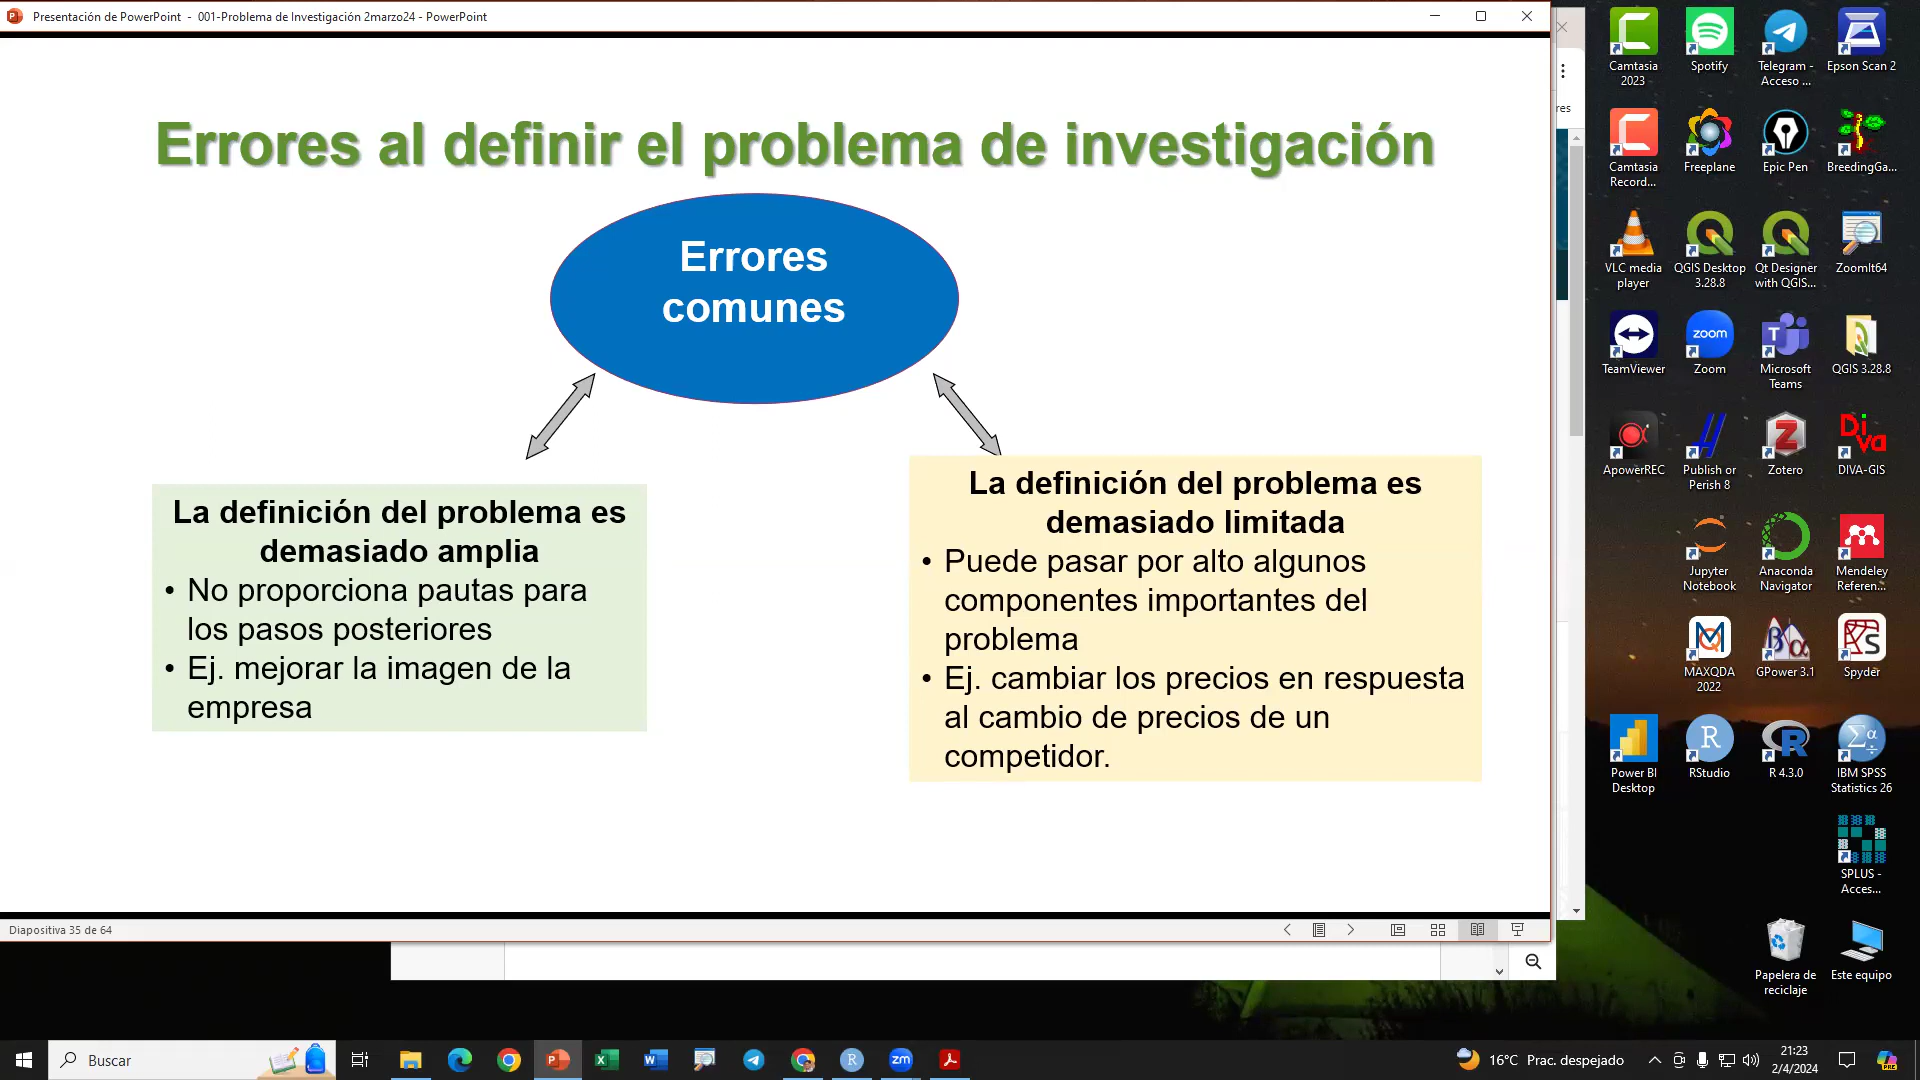 Presentación de PowerPoint - 001-Problema de Investigación 2marzo24 - PowerPoint
Errores al definir el problema de investigación
Errores
comunes
La definición del problema es
demasiado amplia
• No proporciona pautas para
los pasos posteriores
• Ej. mejorar la imagen de la
empresa
La definición del problema es
demasiado limitada
• Puede pasar por alto algunos
componentes importantes del
problema
• Ej. cambiar los precios en respuesta
al cambio de precios de un
competidor.
Diapositiva 35 de 64
res
Camtasia
2023
Spotify
Telegram -
Acceso ...
Epson Scan 2
Camtasia
Record...
Freeplane
Epic Pen
BreedingGa...
VLC media
player
QGIS Desktop
3.28.8
Qt Designer
with QGIS...
ZoomIt64
TeamViewer
zoom
Zoom
Microsoft
Teams
QGIS 3.28.8
ApowerREC
Publish or
Perish 8
Zotero
Diva
DIVA-GIS
Jupyter
Notebook
Anaconda
Navigator
Mendeley
Referen...
MAXQDA
2022
GPower 3.1
Spyder
Power BI
Desktop
RStudio
R 4.3.0
IBM SPSS
Statistics 26
SPLUS -
Acces...
Papelera de
reciclaje
Este equipo
Buscar
zm
16°C Prac. despejado
21:23
2/4/2024
PRE